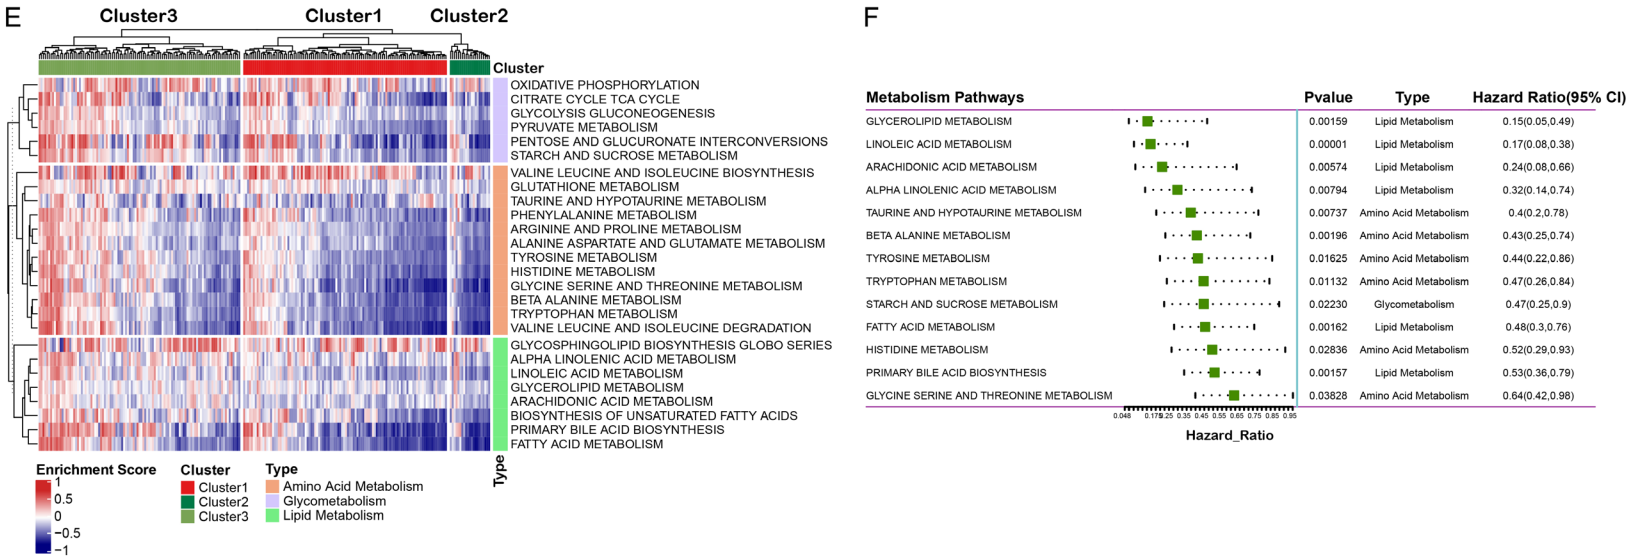 E
Cluster3 Cluster1 Cluster2
Cluster
OXIDATIVE PHOSPHORYLATION
CITRATE CYCLE TCA CYCLE
GLYCOLYSIS GLUCONEOGENESIS
PYRUVATE METABOLISM
PENTOSE AND GLUCURONATE INTERCONVERSIONS
STARCH AND SUCROSE METABOLISM
VALINE LEUCINE AND ISOLEUCINE BIOSYNTHESIS
GLUTATHIONE METABOLISM
TAURINE AND HYPOTAURINE METABOLISM
PHENYLALANINE METABOLISM
ARGININE AND PROLINE METABOLISM
ALANINE ASPARTATE AND GLUTAMATE METABOLISM
TYROSINE METABOLISM
HISTIDINE METABOLISM
GLYCINE SERINE AND THREONINE METABOLISM
BETA ALANINE METABOLISM
TRYPTOPHAN METABOLISM
VALINE LEUCINE AND ISOLEUCINE DEGRADATION
GLYCOSPHINGOLIPID BIOSYNTHESIS GLOBO SERIES
ALPHA LINOLENIC ACID METABOLISM
LINOLEIC ACID METABOLISM
GLYCEROLIPID METABOLISM
ARACHIDONIC ACID METABOLISM
BIOSYNTHESIS OF UNSATURATED FATTY ACIDS
PRIMARY BILE ACID BIOSYNTHESIS
FATTY ACID METABOLISM
Type
Enrichment Score
1
0.5
0
−0.5
−1
Cluster
Cluster1
Cluster2
Cluster3
Type
Amino Acid Metabolism
Glycometabolism
Lipid Metabolism
F
Metabolism Pathways Pvalue Type Hazard Ratio(95% CI)
GLYCEROLIPID METABOLISM 0.00159 Lipid Metabolism 0.15(0.05,0.49)
LINOLEIC ACID METABOLISM 0.00001 Lipid Metabolism 0.17(0.08,0.38)
ARACHIDONIC ACID METABOLISM 0.00574 Lipid Metabolism 0.24(0.08,0.66)
ALPHA LINOLENIC ACID METABOLISM 0.00794 Lipid Metabolism 0.32(0.14,0.74)
TAURINE AND HYPOTAURINE METABOLISM 0.00737 Amino Acid Metabolism 0.4(0.2,0.78)
BETA ALANINE METABOLISM 0.00196 Amino Acid Metabolism 0.43(0.25,0.74)
TYROSINE METABOLISM 0.01625 Amino Acid Metabolism 0.44(0.22,0.86)
TRYPTOPHAN METABOLISM 0.01132 Amino Acid Metabolism 0.47(0.26,0.84)
STARCH AND SUCROSE METABOLISM 0.02230 Glycometabolism 0.47(0.25,0.9)
FATTY ACID METABOLISM 0.00162 Lipid Metabolism 0.48(0.3,0.76)
HISTIDINE METABOLISM 0.02836 Amino Acid Metabolism 0.52(0.29,0.93)
PRIMARY BILE ACID BIOSYNTHESIS 0.00157 Lipid Metabolism 0.53(0.36,0.79)
GLYCINE SERINE AND THREONINE METABOLISM 0.03828 Amino Acid Metabolism 0.64(0.42,0.98)
0.048 0.35 0.45 0.55 0.65 0.75 0.85 0.95
Hazard_Ratio